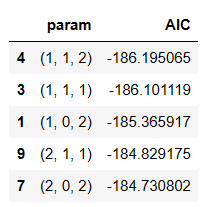 param AIC
4 (1, 1, 2) -186.195065
3 (1, 1, 1) -186.101119
1 (1, 0, 2) -185.365917
9 (2, 1, 1) -184.829175
7 (2, 0, 2) -184.730802